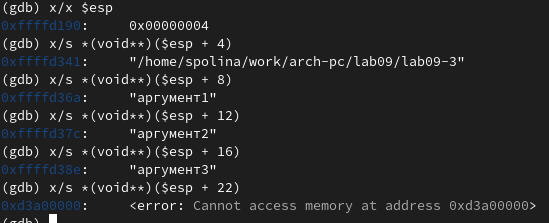 (gdb) x/x $esp
0xffffd190:     0x00000004
(gdb) x/s *(void**)($esp + 4)
0xffffd341:     "/home/spolina/work/arch-pc/lab09/lab09-3"
(gdb) x/s *(void**)($esp + 8)
0xffffd36a:     "аргумент1"
(gdb) x/s *(void**)($esp + 12)
0xffffd37c:     "аргумент2"
(gdb) x/s *(void**)($esp + 16)
0xffffd38e:     "аргумент3"
(gdb) x/s *(void**)($esp + 22)
0xd3a00000:     <error: Cannot access memory at address 0xd3a00000>
(gdb)